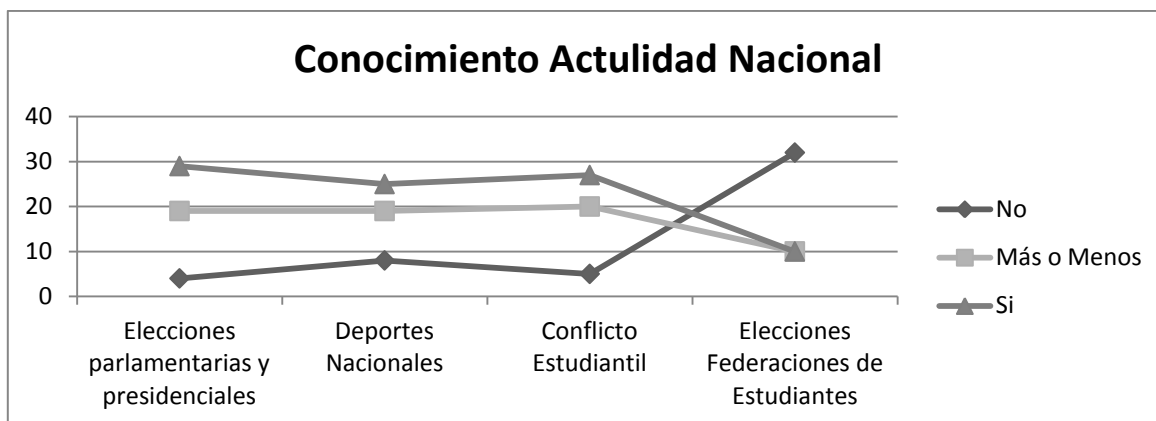 Conocimiento Actulidad Nacional
40
30
20
10
0
Elecciones
parlamentarias y
presidenciales
Deportes
Nacionales
Conflicto
Estudiantil
Elecciones
Federaciones de
Estudiantes
No
Más o Menos
Si